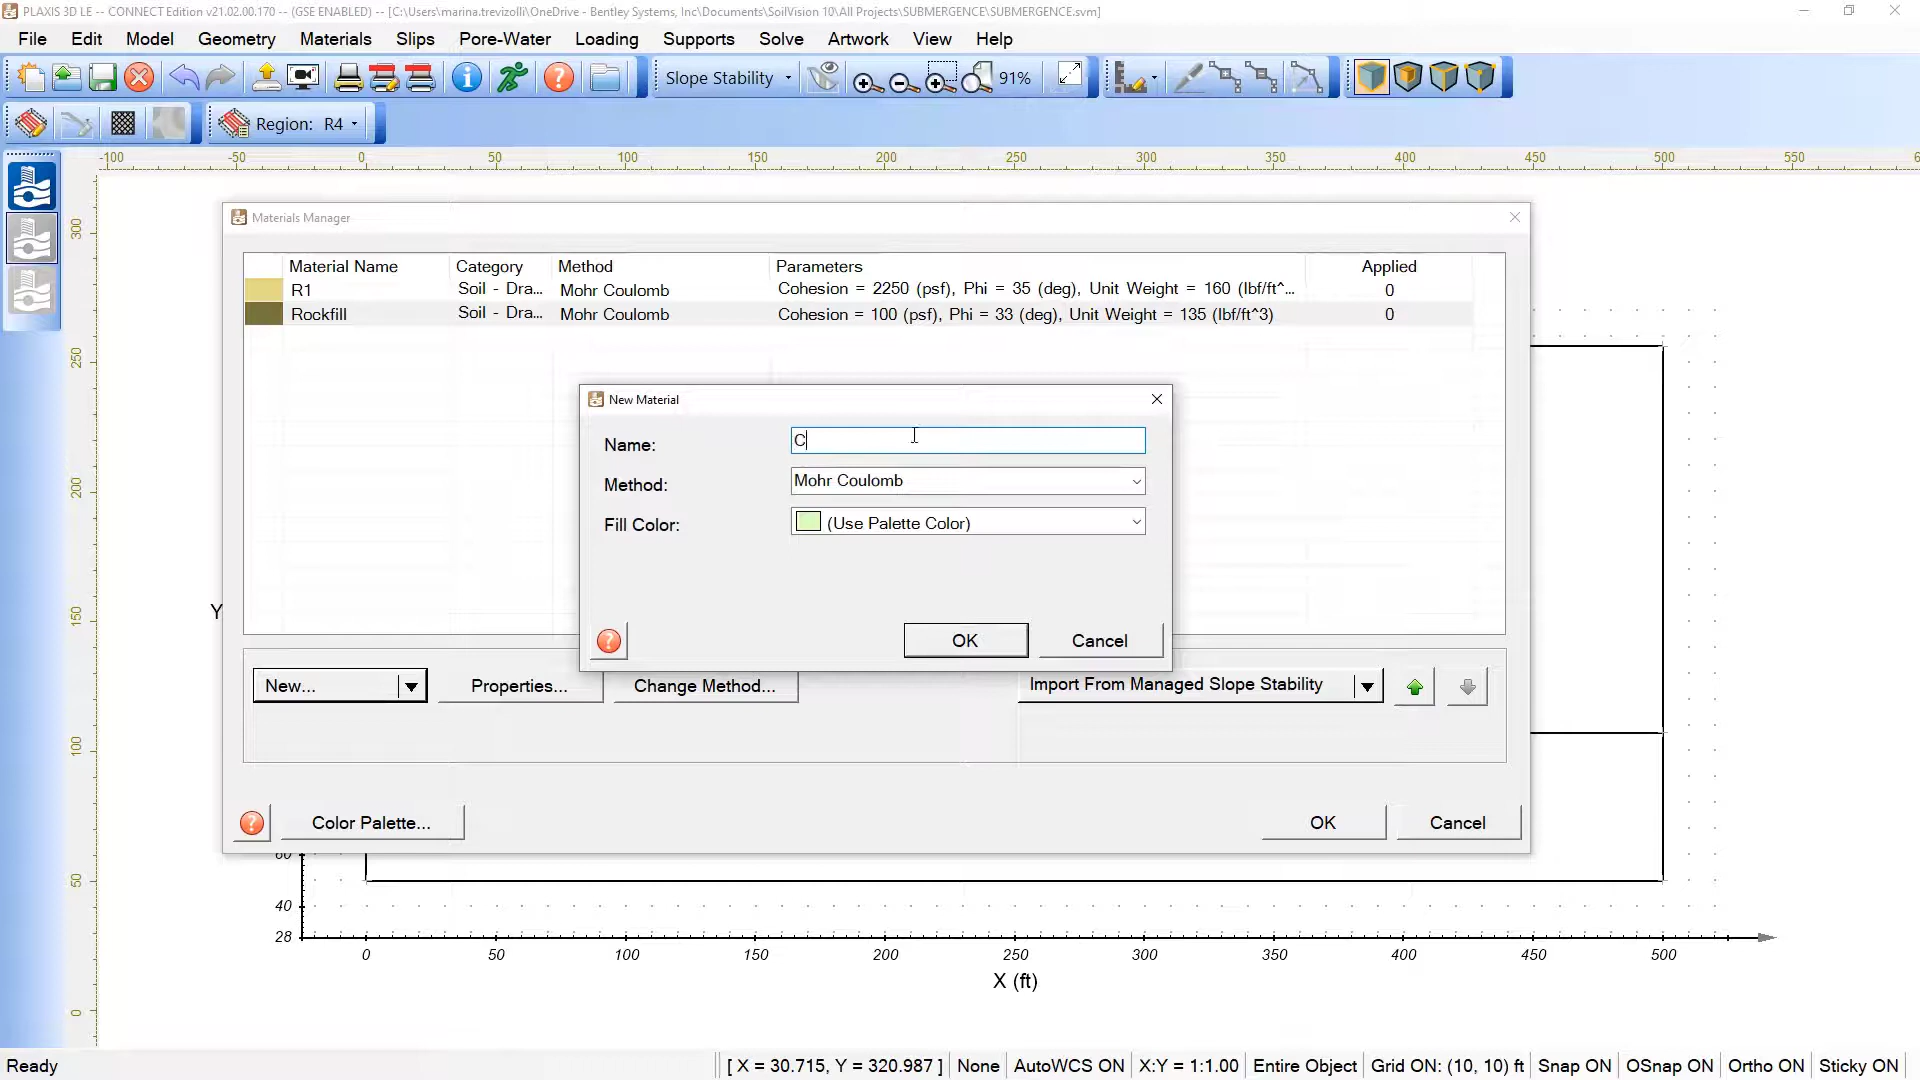 PLAXIS 3D LE -- CONNECT Edition v21.02.00.170 -- (GSE ENABLED) -- [C:\Users\marina.trevizolli\OneDrive - Bentley Systems, Inc\Documents\SoilVision 10\All Projects\SUBMERGENCE\SUBMERGENCE.svm]
File Edit Model Geometry Materials Slips Pore-Water Loading Supports Solve Artwork View Help
Slope Stability 91%
Region: R4
-100 -50 0 50 100 150 200 250 300 350 400 450 500 550
300
250
200
150
100
50
0
Materials Manager
Material Name Category Method Parameters Applied
R1 Soil - Dra... Mohr Coulomb Cohesion = 2250 (psf), Phi = 35 (deg), Unit Weight = 160 (lbf/ft^... 0
Rockfill Soil - Dra... Mohr Coulomb Cohesion = 100 (psf), Phi = 33 (deg), Unit Weight = 135 (lbf/ft^3) 0
New Material
Name: C
Method: Mohr Coulomb
Fill Color: (Use Palette Color)
OK Cancel
Y
New... Properties... Change Method... Import From Managed Slope Stability
Color Palette... OK Cancel
60
40
28
0 50 100 150 200 250 300 350 400 450 500
X (ft)
Ready [ X = 30.715, Y = 320.987 ] None AutoWCS ON X:Y = 1:1.00 Entire Object Grid ON: (10, 10) ft Snap ON OSnap ON Ortho ON Sticky ON